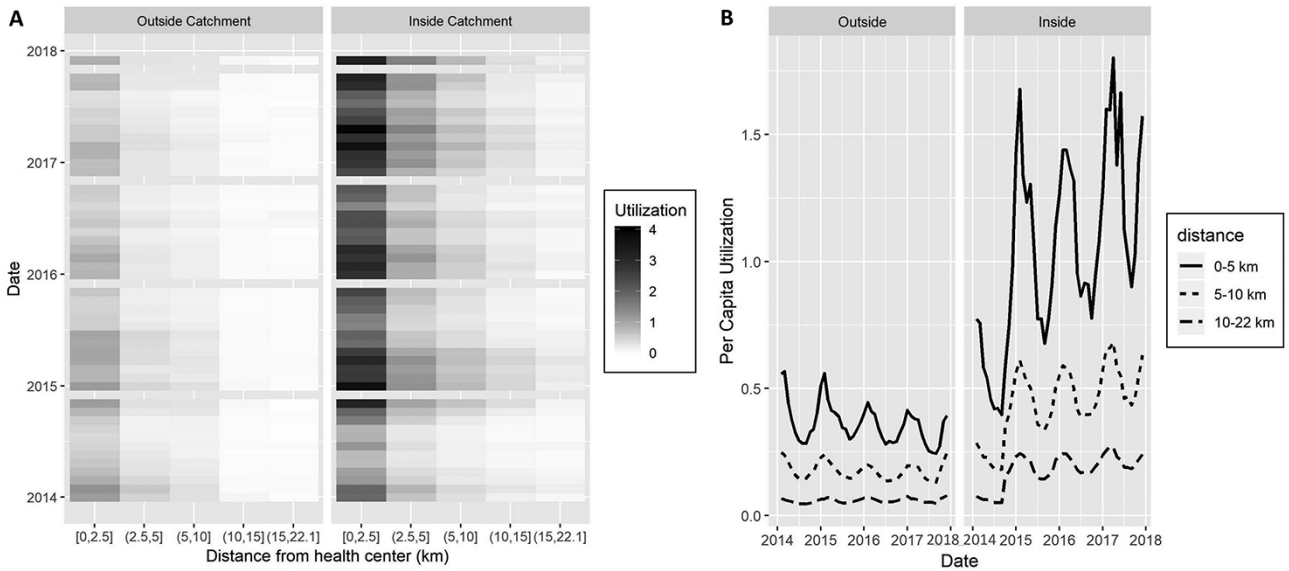 A
Outside Catchment
Inside Catchment
2018
2017
2016
2015
2014
Date
[0,2.5]
(2.5,5]
(5,10]
(10,15]
(15,22.1]
[0,2.5]
(2.5,5]
(5,10]
(10,15]
(15,22.1]
Distance from health center (km)
Utilization
4
3
2
1
0
B
Outside
Inside
1.5
1.0
0.5
0.0
Per Capita Utilization
2014
2015
2016
2017
2018
2014
2015
2016
2017
2018
Date
distance
0-5 km
5-10 km
10-22 km